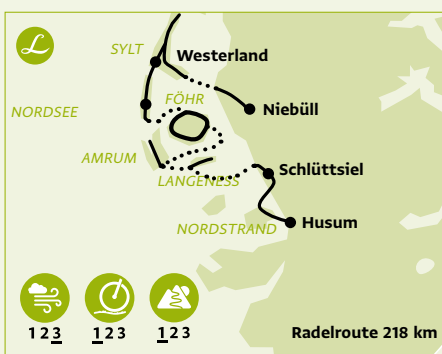 ℒ
SYLT
Westerland
NORDSEE
FÖHR
Niebüll
AMRUM
LANGENESS
Schlüttsiel
NORDSTRAND
Husum
1 2 3
1 2 3
1 2 3
Radelroute 218 km